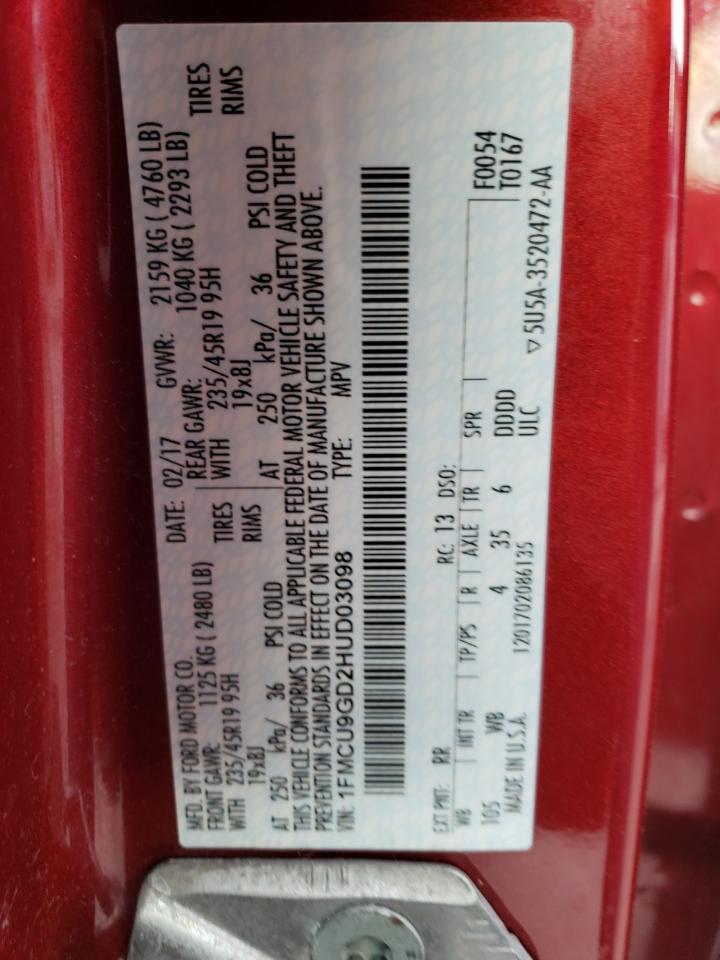 MFD. BY FORD MOTOR CO.
DATE: 02/17 GVWR: 2159 KG ( 4760 LB)
FRONT GAWR: 1125 KG ( 2480 LB) REAR GAWR: 1040 KG ( 2293 LB)
WITH 235/45R19 95H TIRES WITH 235/45R19 95H TIRES
19x8J RIMS 19x8J RIMS
AT 250 kPa/ 36 PSI COLD AT 250 kPa/ 36 PSI COLD
THIS VEHICLE CONFORMS TO ALL APPLICABLE FEDERAL MOTOR VEHICLE SAFETY AND THEFT
PREVENTION STANDARDS IN EFFECT ON THE DATE OF MANUFACTURE SHOWN ABOVE.
VIN: 1FMCU9GD2HUD03098 TYPE: MPV
EXT PNT: RR RC: 13 DSO: F0054
WB INT TR TP/PS R AXLE TR SPR T0167
105 WB 4 35 6 DDDD
MADE IN U.S.A. 1201702086135 ULC ▽5U5A-3520472-AA